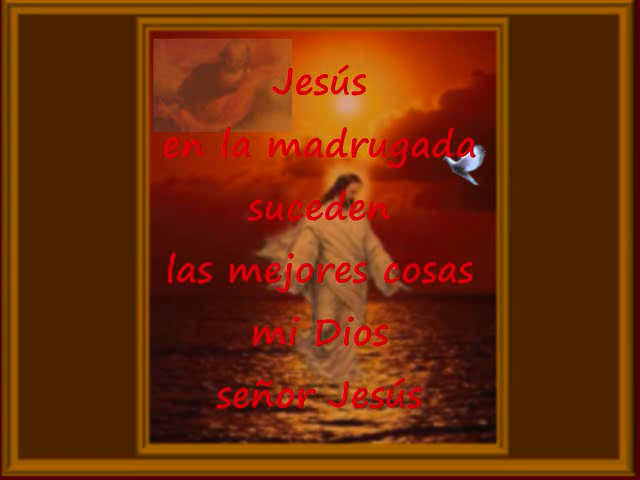 Jesús
en la madrugada
suceden
las mejores cosas
mi Dios
señor Jesús